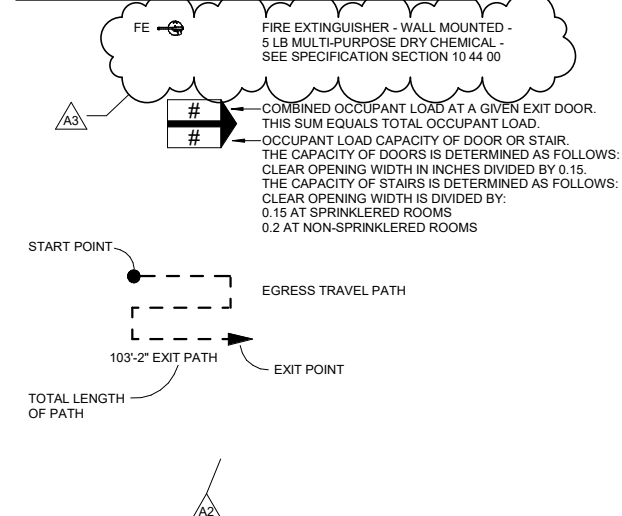 FE
FIRE EXTINGUISHER - WALL MOUNTED -
5 LB MULTI-PURPOSE DRY CHEMICAL -
SEE SPECIFICATION SECTION 10 44 00
A3
#
#
COMBINED OCCUPANT LOAD AT A GIVEN EXIT DOOR.
THIS SUM EQUALS TOTAL OCCUPANT LOAD.
OCCUPANT LOAD CAPACITY OF DOOR OR STAIR.
THE CAPACITY OF DOORS IS DETERMINED AS FOLLOWS:
CLEAR OPENING WIDTH IN INCHES DIVIDED BY 0.15.
THE CAPACITY OF STAIRS IS DETERMINED AS FOLLOWS:
CLEAR OPENING WIDTH IS DIVIDED BY:
0.15 AT SPRINKLERED ROOMS
0.2 AT NON-SPRINKLERED ROOMS
START POINT
EGRESS TRAVEL PATH
103'-2" EXIT PATH
EXIT POINT
TOTAL LENGTH
OF PATH
A2